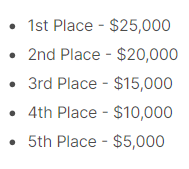 1st Place - $25,000
2nd Place - $20,000
3rd Place - $15,000
4th Place - $10,000
5th Place - $5,000